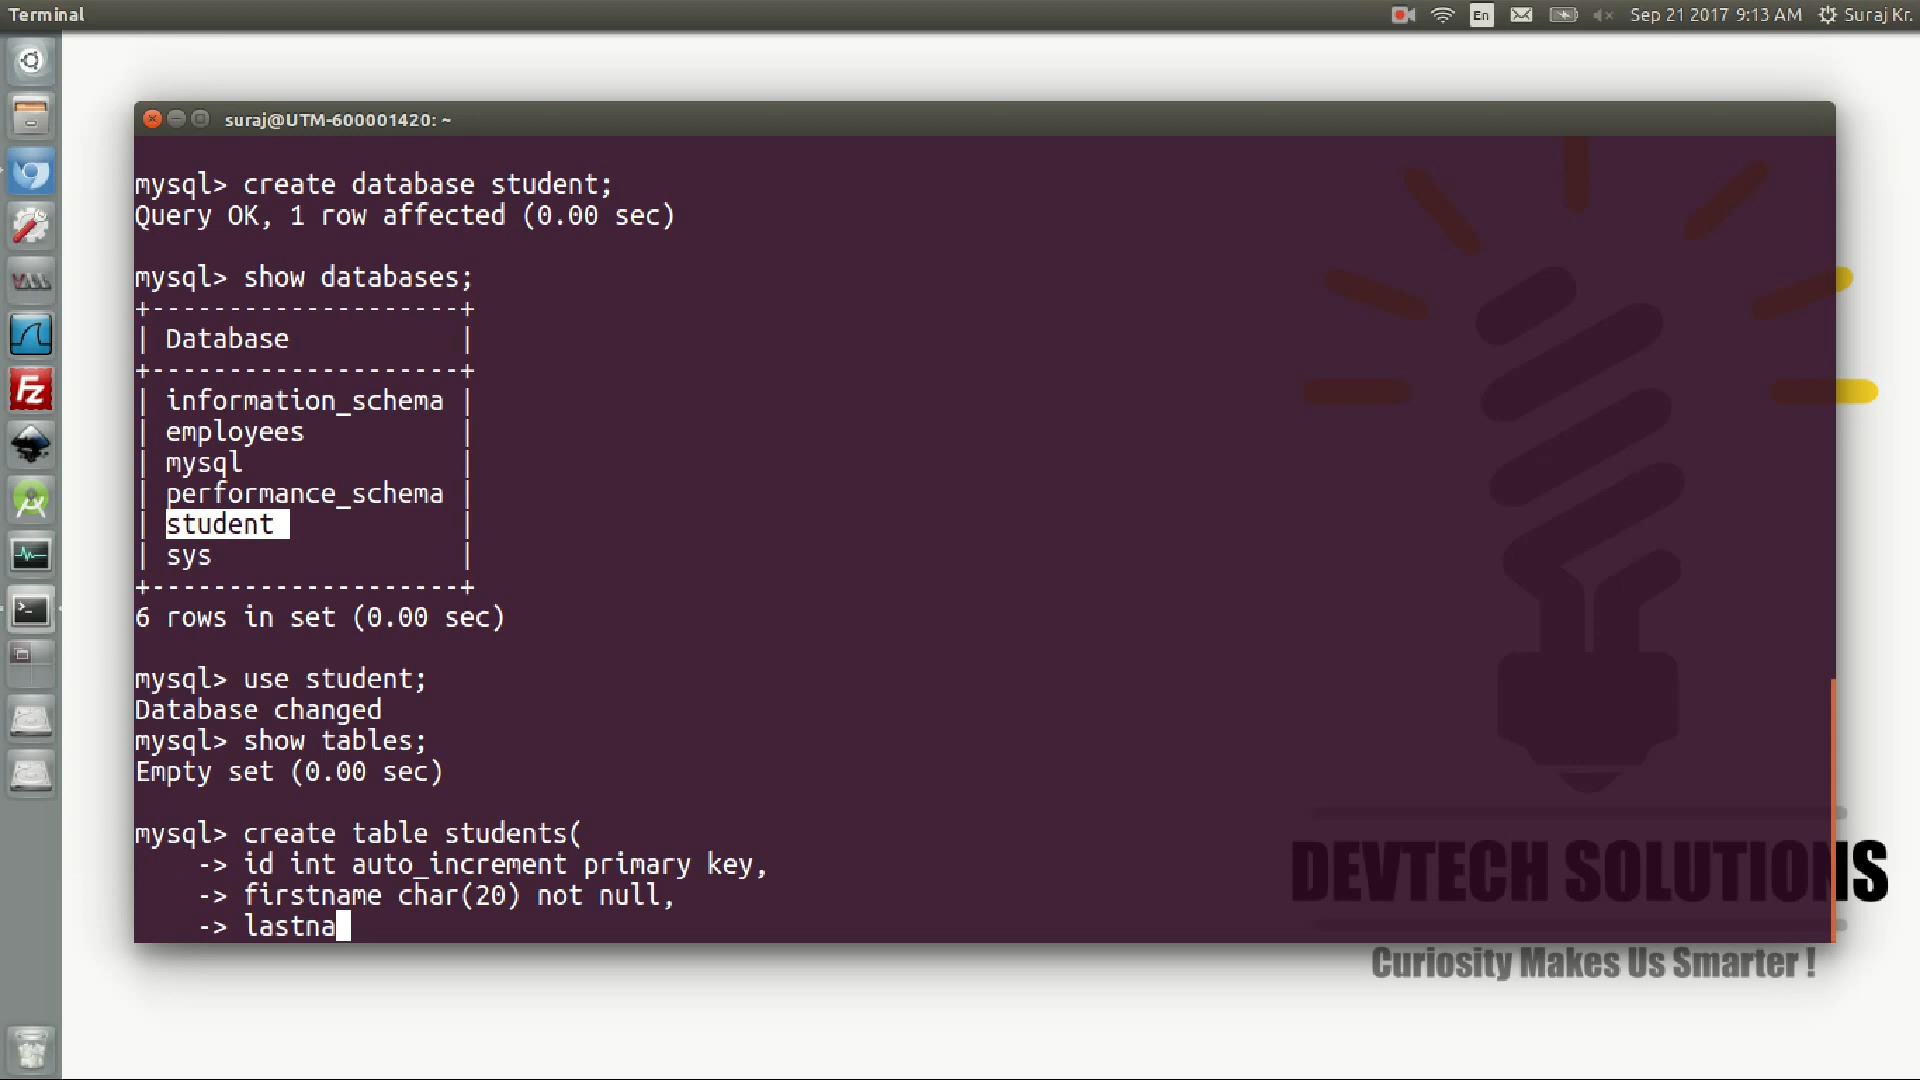 Terminal
En
Sep 21 2017 9:13 AM
Suraj Kr.
suraj@UTM-600001420: ~
mysql> create database student;
Query OK, 1 row affected (0.00 sec)
mysql> show databases;
+--------------------+
| Database           |
+--------------------+
| information_schema |
| employees          |
| mysql              |
| performance_schema |
| student            |
| sys                |
+--------------------+
6 rows in set (0.00 sec)
mysql> use student;
Database changed
mysql> show tables;
Empty set (0.00 sec)
mysql> create table students(
    -> id int auto_increment primary key,
    -> firstname char(20) not null,
    -> lastna
DEVTECH SOLUTIONS
Curiosity Makes Us Smarter !
Fz
>_